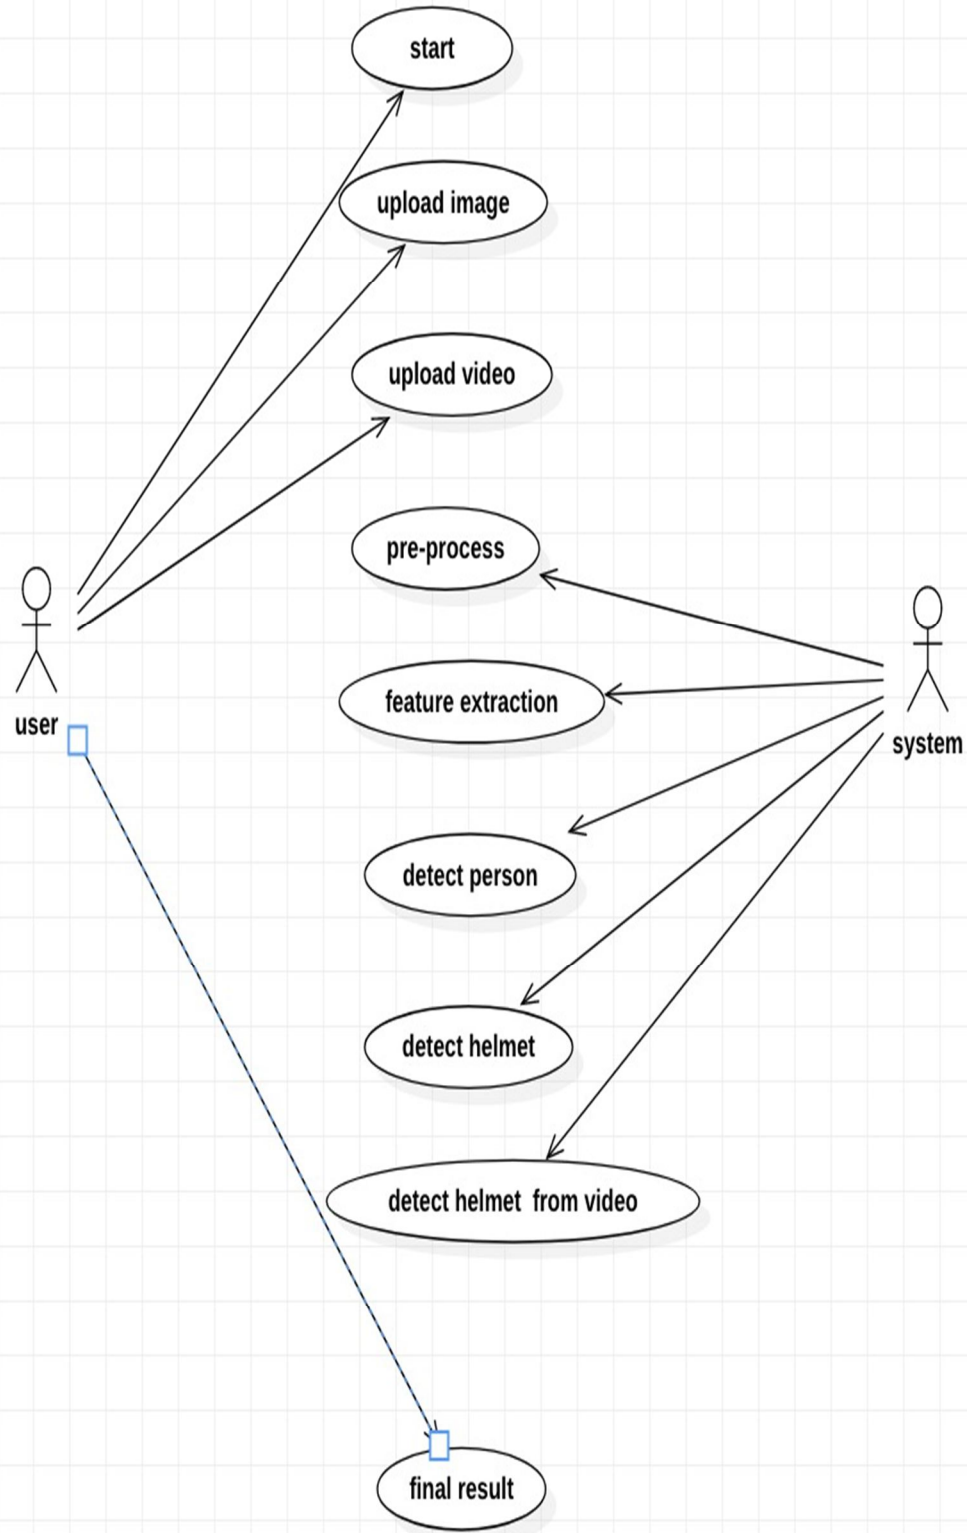 start
upload image
upload video
pre-process
user
feature extraction
system
detect person
detect helmet
detect helmet  from video
final result